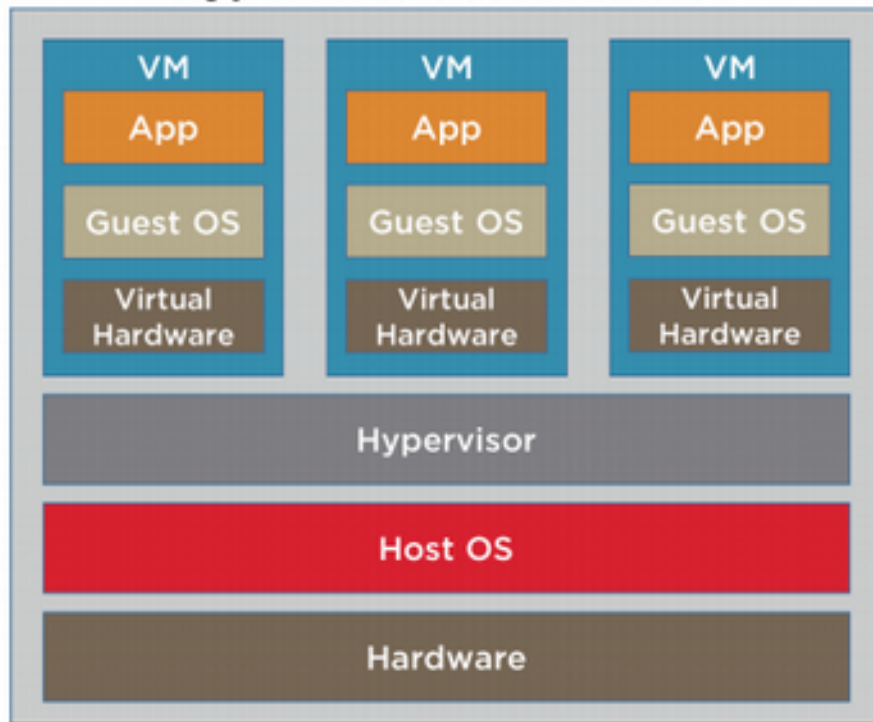 VM VM VM
App App App
Guest OS Guest OS Guest OS
Virtual Virtual Virtual
Hardware Hardware Hardware
Hypervisor
Host OS
Hardware